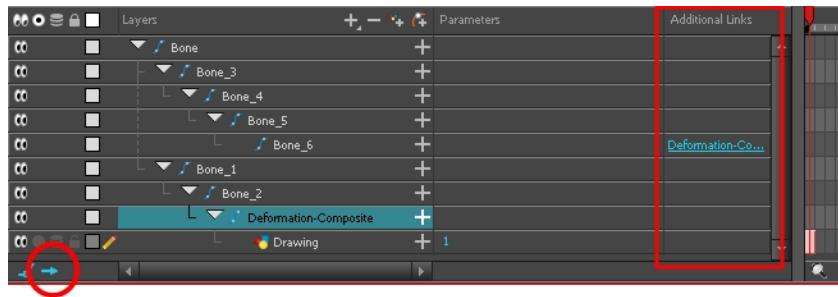 Layers Parameters Additional Links
Bone
Bone_3
Bone_4
Bone_5
Bone_6 Deformation-Co...
Bone_1
Bone_2
Deformation-Composite
Drawing 1